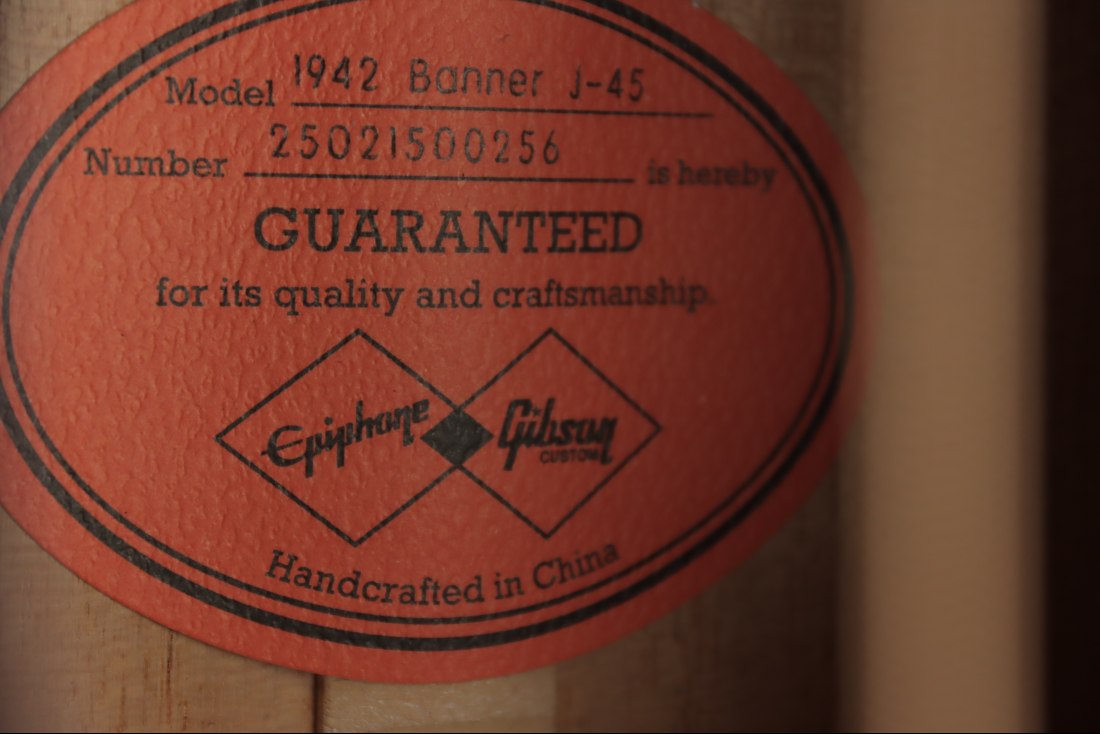 Model 1942 Banner J-45
Number 25021500256 is hereby
GUARANTEED
for its quality and craftsmanship.
Epiphone Gibson
CUSTOM
Handcrafted in China